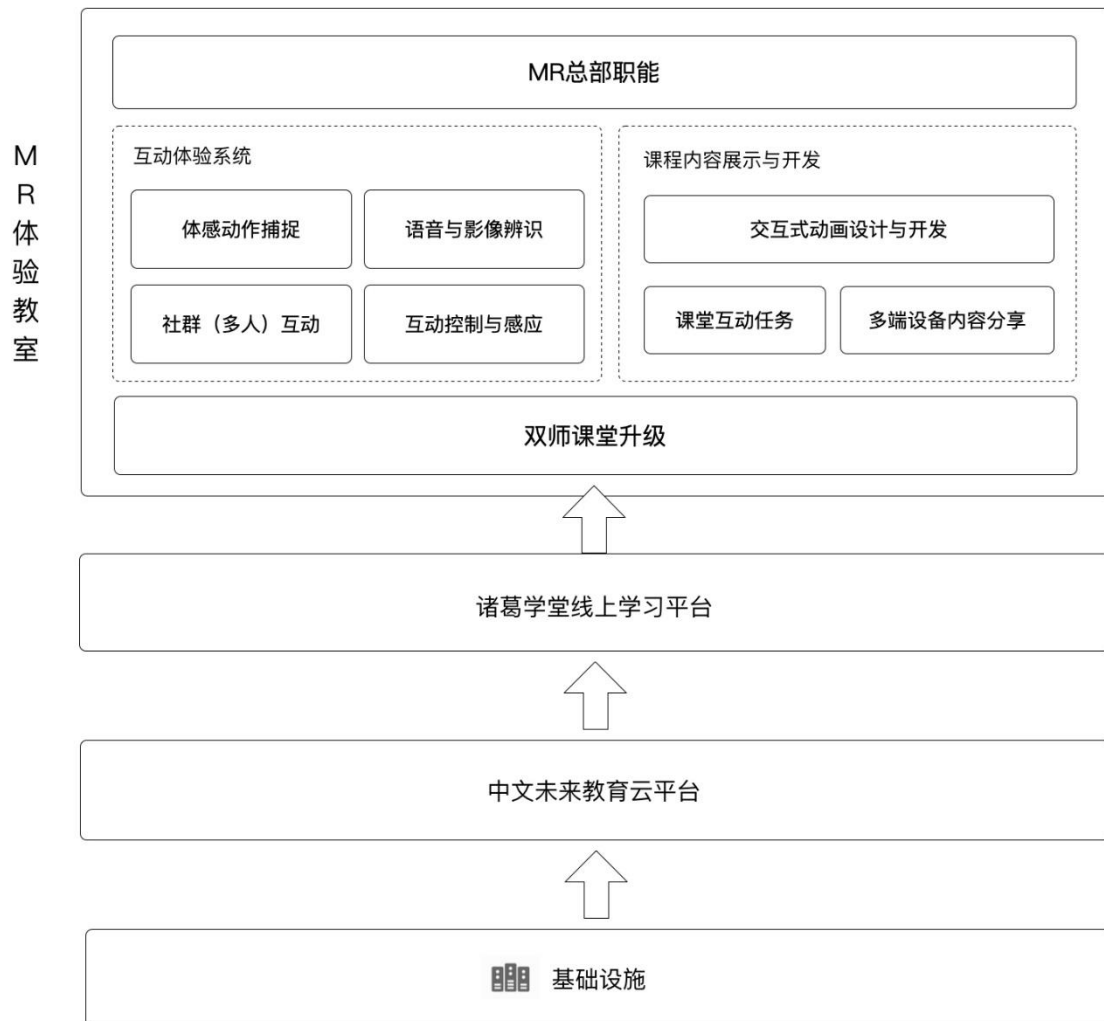 MR体验教室
MR总部职能
互动体验系统
体感动作捕捉
语音与影像辨识
社群（多人）互动
互动控制与感应
课程内容展示与开发
交互式动画设计与开发
课堂互动任务
多端设备内容分享
双师课堂升级
诸葛学堂线上学习平台
中文未来教育云平台
基础设施